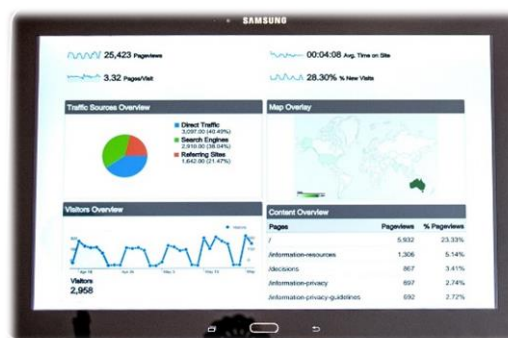 SAMSUNG
25,423 Pageviews
00:04:08 Avg. Time on Site
3.32 Pages/Visit
28.30% % New Visits
Traffic Sources Overview
Direct Traffic
3,097.00 (40.49%)
Search Engines
2,910.00 (38.04%)
Referring Sites
1,642.00 (21.47%)
Map Overlay
Visitors Overview
Visitors
2,958
Content Overview
Pages Pageviews % Pageviews
/ 5,932 23.33%
/information-resources 1,306 5.14%
/decisions 867 3.41%
/information-privacy 697 2.74%
/information-privacy-guidelines 692 2.72%